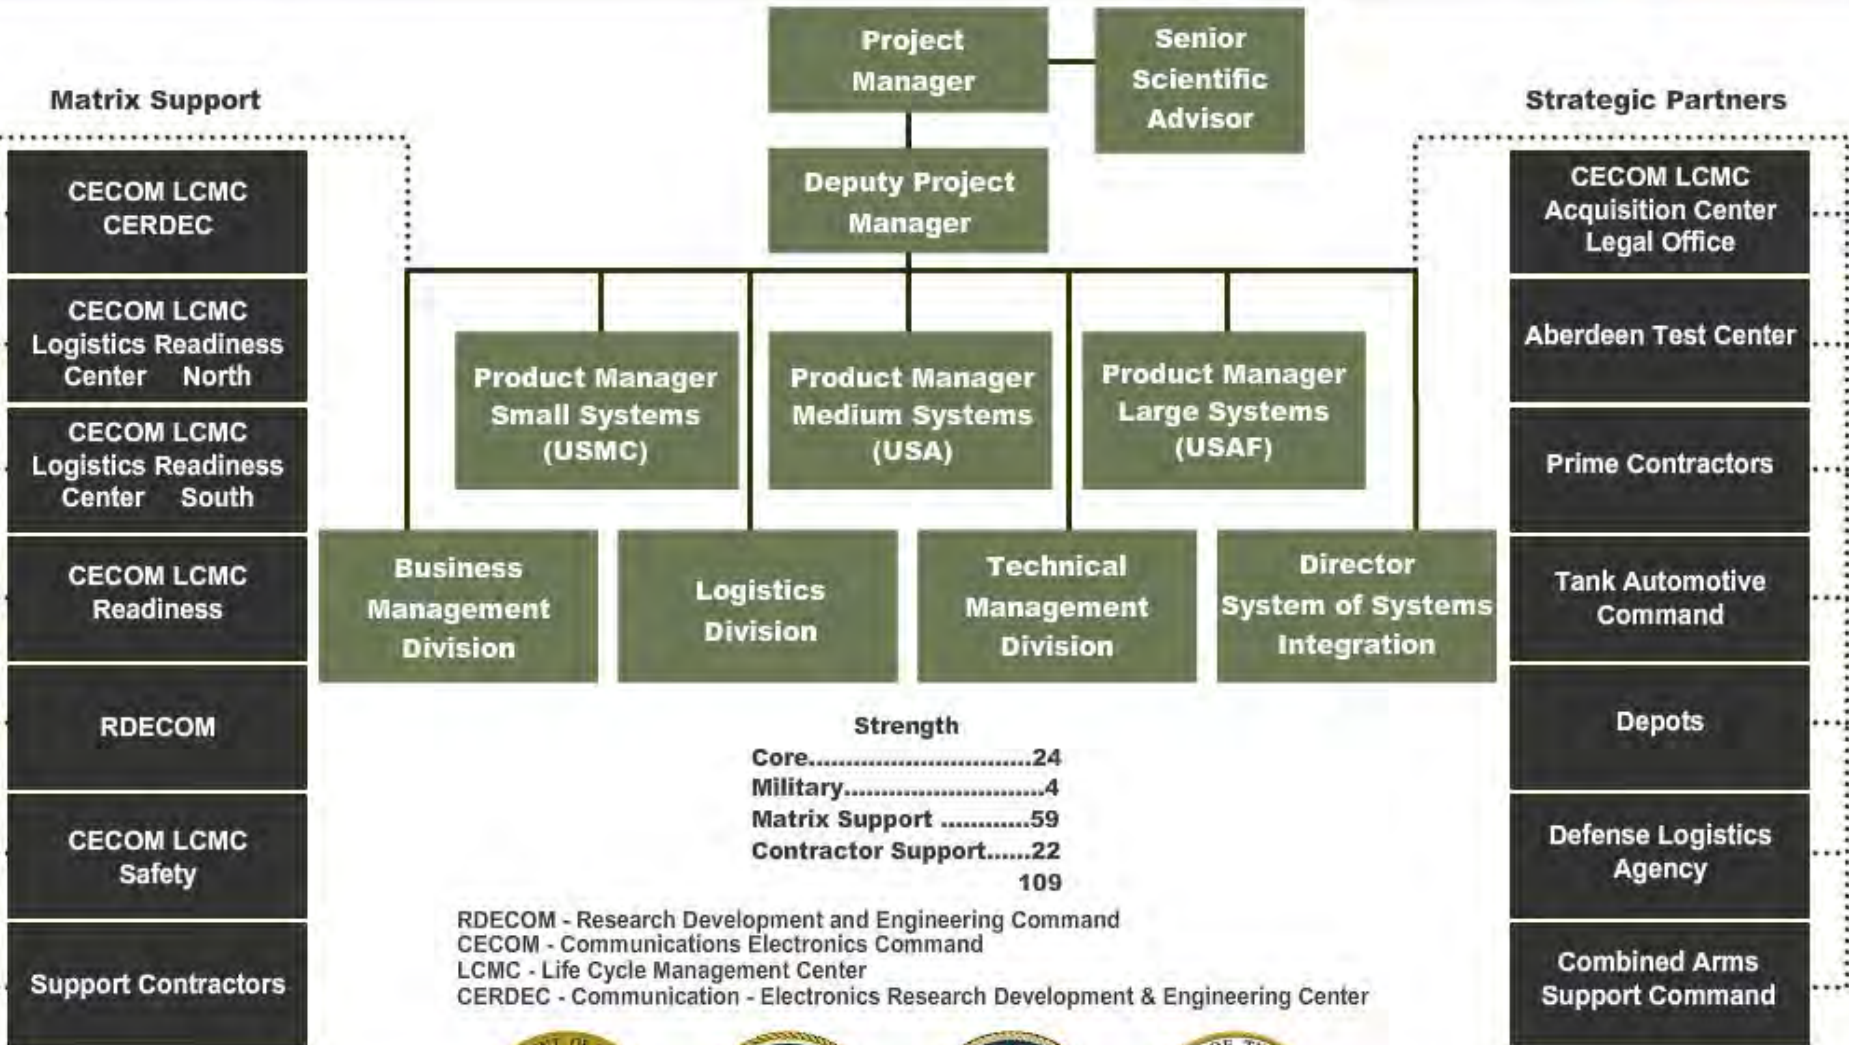 Project
Manager
Senior
Scientific
Advisor
Deputy Project
Manager
Matrix Support
CECOM LCMC
CERDEC
CECOM LCMC
Logistics Readiness
Center North
CECOM LCMC
Logistics Readiness
Center South
CECOM LCMC
Readiness
RDECOM
CECOM LCMC
Safety
Support Contractors
Product Manager
Small Systems
(USMC)
Product Manager
Medium Systems
(USA)
Product Manager
Large Systems
(USAF)
Business
Management
Division
Logistics
Division
Technical
Management
Division
Director
System of Systems
Integration
Strategic Partners
CECOM LCMC
Acquisition Center
Legal Office
Aberdeen Test Center
Prime Contractors
Tank Automotive
Command
Depots
Defense Logistics
Agency
Combined Arms
Support Command
Strength
Core..............................24
Military...........................4
Matrix Support ............59
Contractor Support......22
109
RDECOM - Research Development and Engineering Command
CECOM - Communications Electronics Command
LCMC - Life Cycle Management Center
CERDEC - Communication - Electronics Research Development & Engineering Center